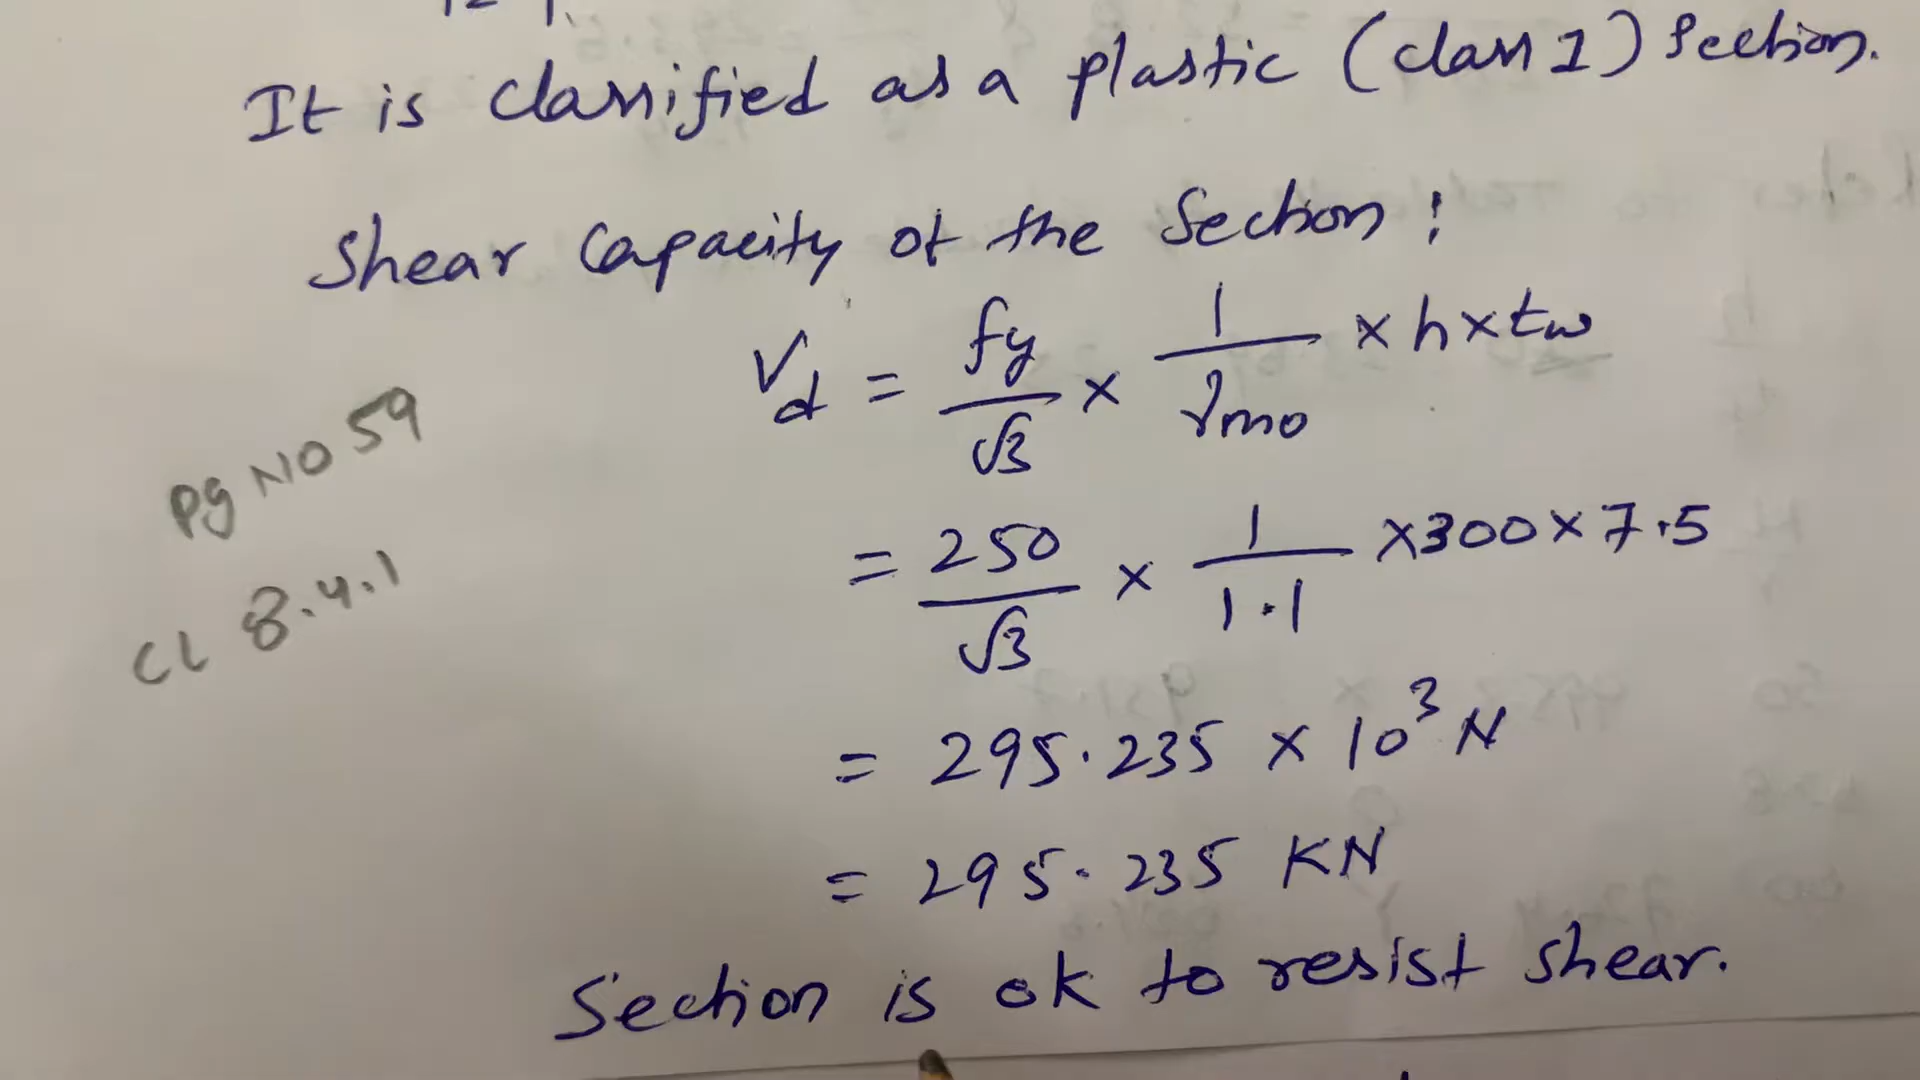 It is classified as a plastic (class 1) Section.
Shear Capacity of the Section :
Vd = fy/√3 × 1/γmo × h × tw
Pg NO 59
= 250/√3 × 1/1.1 × 300 × 7.5
CL 8.4.1
= 295.235 × 10³ N
= 295.235 KN
Section is ok to resist shear.